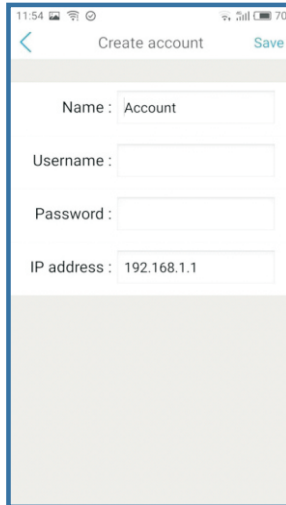 11:54 70
Create account Save
Name : Account
Username :
Password :
IP address : 192.168.1.1